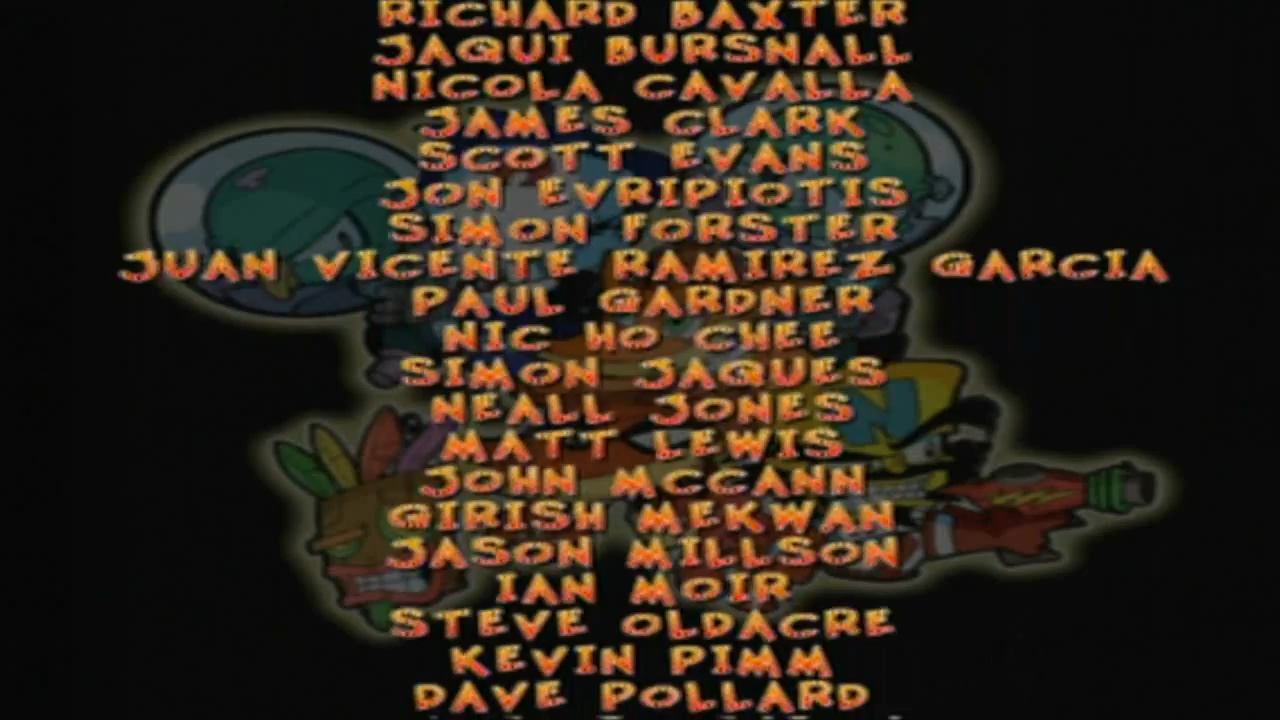 RICHARD BAXTER
JAQUI BURSNALL
NICOLA CAVALLA
JAMES CLARK
SCOTT EVANS
JON EVRIPIOTIS
SIMON FORSTER
JUAN VICENTE RAMIREZ GARCIA
PAUL GARDNER
NIC HO CHEE
SIMON JAQUES
NEALL JONES
MATT LEWIS
JOHN MCCANN
GIRISH MEKWAN
JASON MILLSON
IAN MOIR
STEVE OLDACRE
KEVIN PIMM
DAVE POLLARD